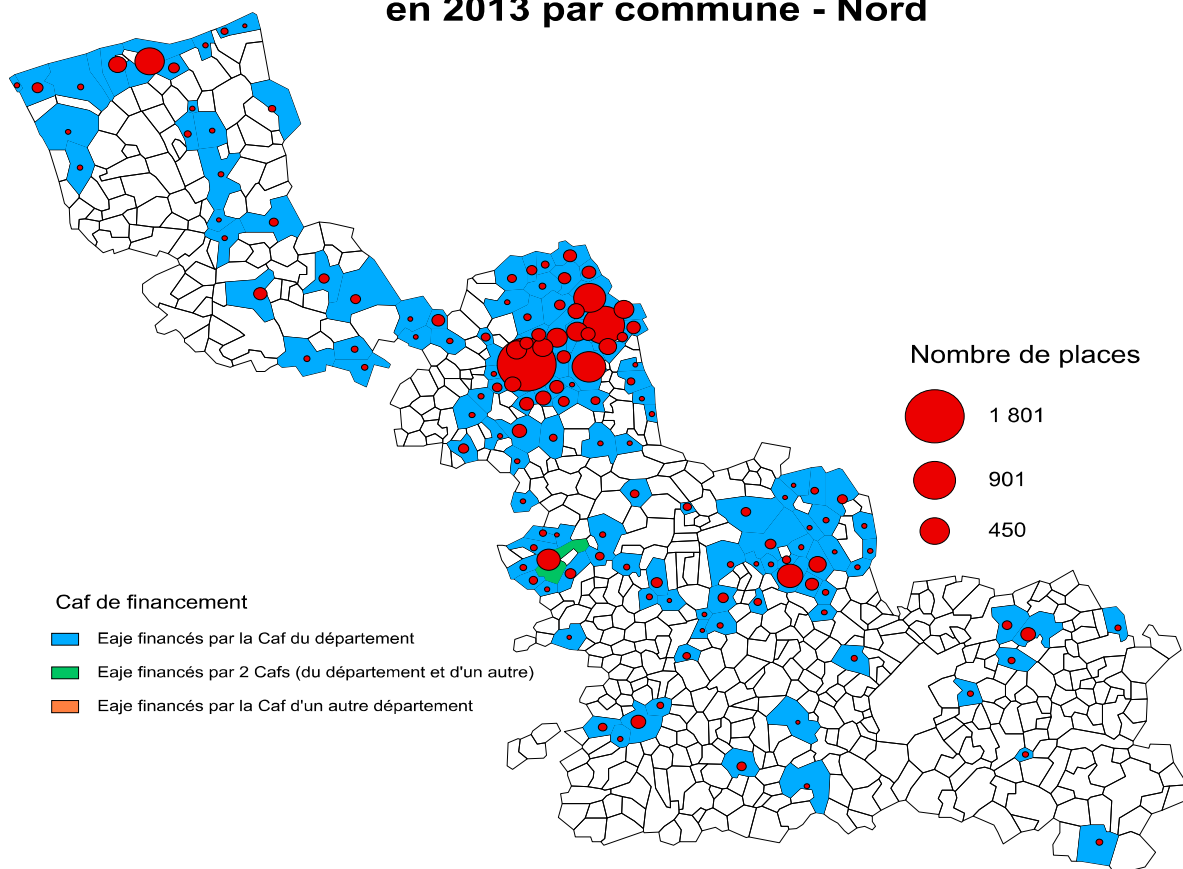 en 2013 par commune - Nord
Nombre de places
1 801
901
450
Caf de financement
Eaje financés par la Caf du département
Eaje financés par 2 Cafs (du département et d'un autre)
Eaje financés par la Caf d'un autre département